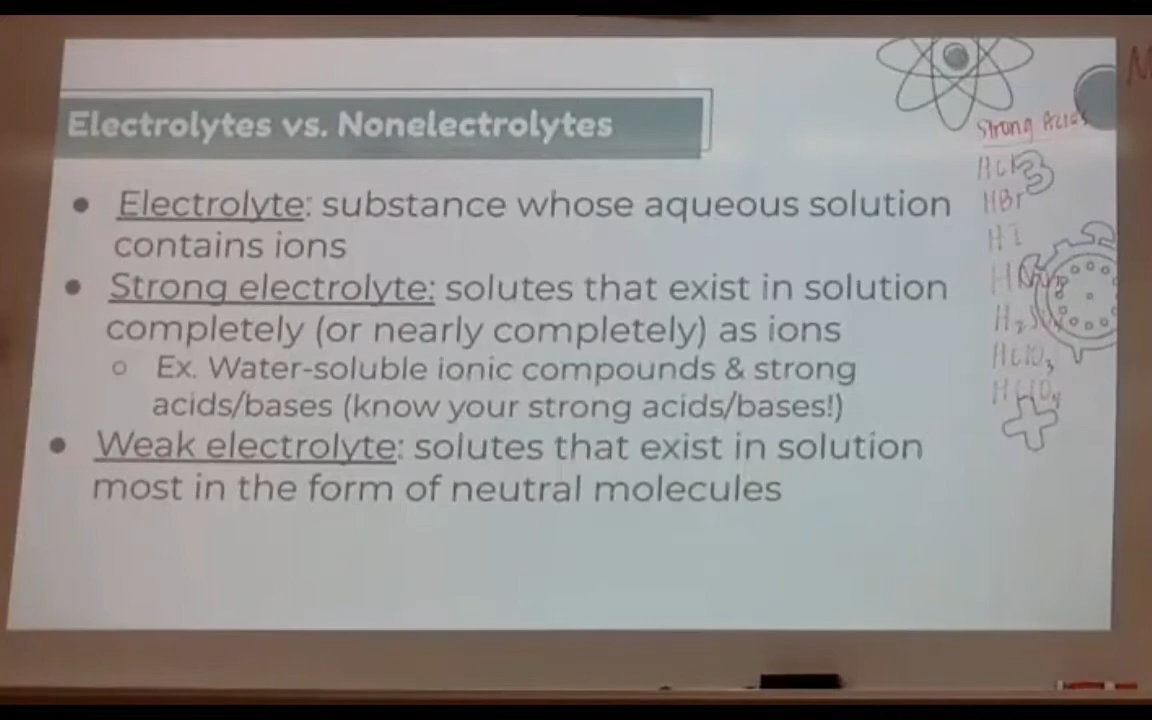 Electrolytes vs. Nonelectrolytes
● Electrolyte: substance whose aqueous solution
contains ions
● Strong electrolyte: solutes that exist in solution
completely (or nearly completely) as ions
○ Ex. Water-soluble ionic compounds & strong
acids/bases (know your strong acids/bases!)
● Weak electrolyte: solutes that exist in solution
most in the form of neutral molecules
Strong Acids
HCl
HBr
HI
HClO₃
HClO₄